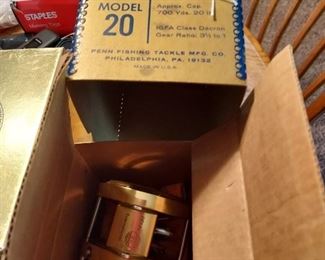 STAPLES
MODEL
20
Approx. Cap.
700 Yds. 20 lb
IGFA Class Dacron
Gear Ratio: 3½ to 1
PENN FISHING TACKLE MFG. CO.
PHILADELPHIA, PA. 19132
MADE IN U.S.A.